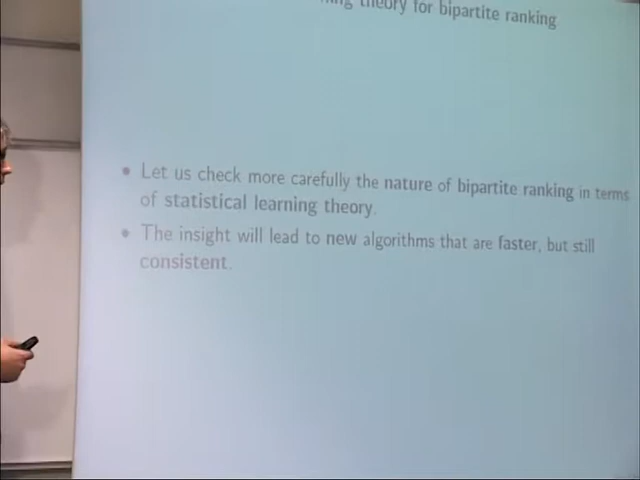 theory for bipartite ranking
• Let us check more carefully the nature of bipartite ranking in terms
of statistical learning theory.
• The insight will lead to new algorithms that are faster, but still
consistent.